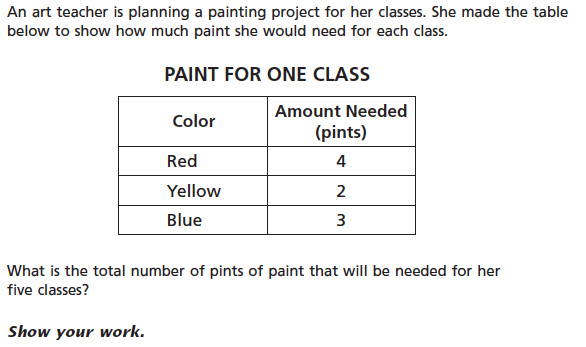 An art teacher is planning a painting project for her classes. She made the table
below to show how much paint she would need for each class.
PAINT FOR ONE CLASS
Color Amount Needed (pints)
Red 4
Yellow 2
Blue 3
What is the total number of pints of paint that will be needed for her
five classes?
Show your work.